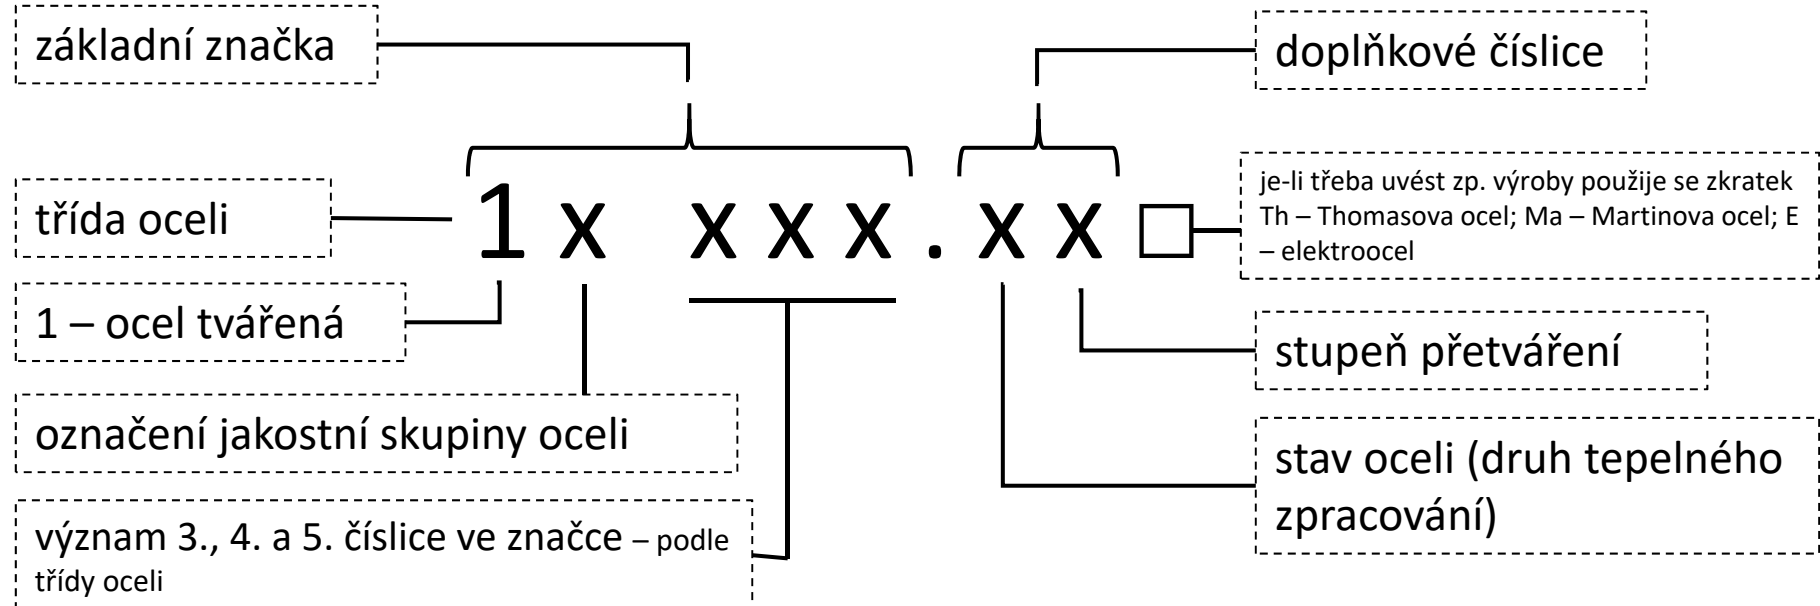 základní značka
doplňkové číslice
třída oceli
1 x x x x . x x
je-li třeba uvést zp. výroby použije se zkratek
Th – Thomasova ocel; Ma – Martinova ocel; E
– elektroocel
1 – ocel tvářená
stupeň přetváření
označení jakostní skupiny oceli
stav oceli (druh tepelného
zpracování)
význam 3., 4. a 5. číslice ve značce – podle
třídy oceli